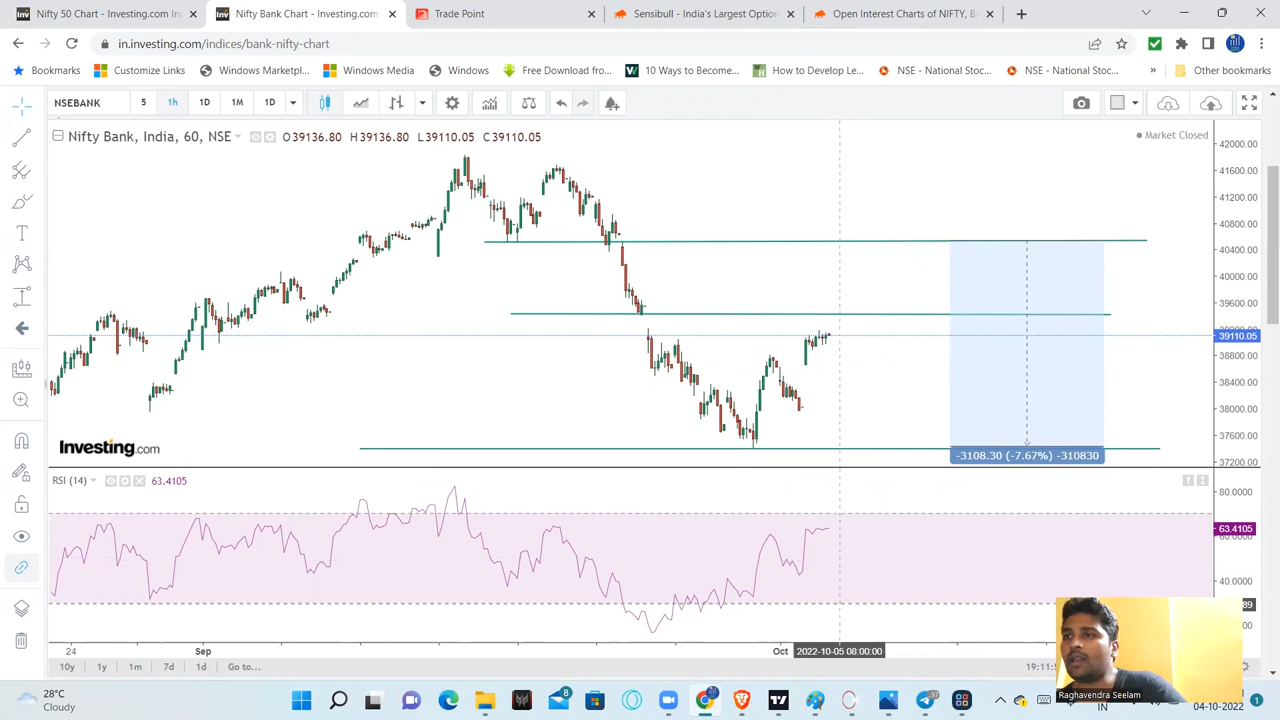 Nifty 50 Chart - Investing.com In
Nifty Bank Chart - Investing.com
Trade Point
Sensibull - India's Largest Option
Open Interest Charts of NIFTY, BA
in.investing.com/indices/bank-nifty-chart
Bookmarks
Customize Links
Windows Marketpl...
Windows Media
Windows
Free Download from...
10 Ways to Become...
How to Develop Le...
NSE - National Stoc...
NSE - National Stoc...
»
Other bookmarks
NSEBANK
5
1h
1D
1M
1D
Nifty Bank, India, 60, NSE
O39136.80 H39136.80 L39110.05 C39110.05
Market Closed
42000.00
41600.00
41200.00
40800.00
40400.00
40000.00
39600.00
39110.05
38800.00
38400.00
38000.00
37600.00
37200.00
-3108.30 (-7.67%) -310830
Investing.com
RSI (14)
63.4105
80.0000
63.4105
40.0000
24
Sep
Oct
2022-10-05 08:00:00
10y
1y
1m
7d
1d
Go to...
19:11:5
Raghavendra Seelam
28°C
Cloudy
8
IN
04-10-2022
1